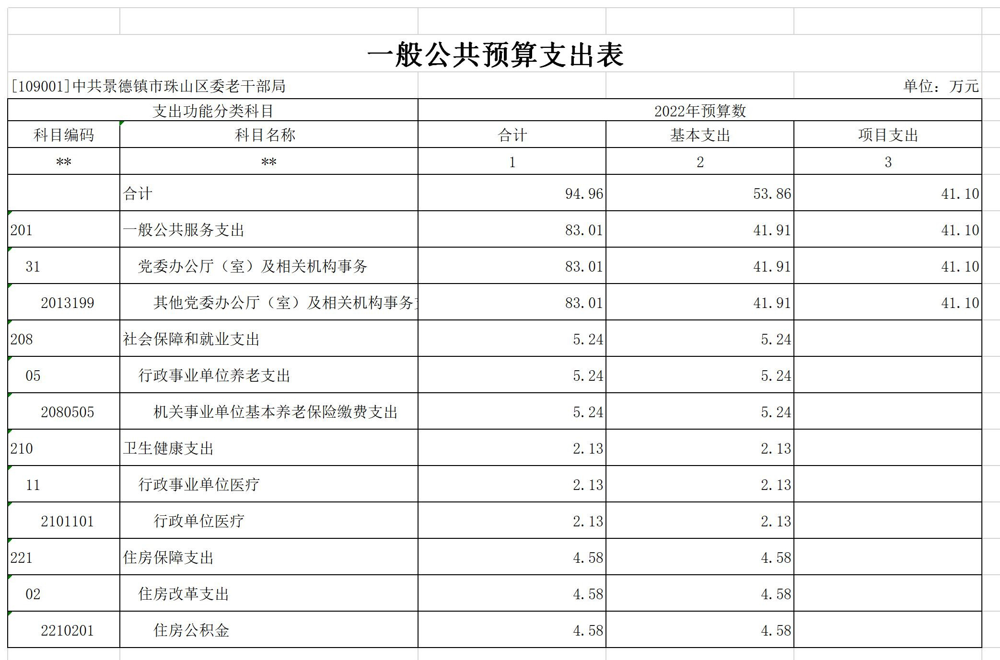 一般公共预算支出表
[109001]中共景德镇市珠山区委老干部局 单位：万元
支出功能分类科目 2022年预算数
科目编码 科目名称 合计 基本支出 项目支出
** ** 1 2 3
合计 94.96 53.86 41.10
201 一般公共服务支出 83.01 41.91 41.10
31 党委办公厅（室）及相关机构事务 83.01 41.91 41.10
2013199 其他党委办公厅（室）及相关机构事务 83.01 41.91 41.10
208 社会保障和就业支出 5.24 5.24
05 行政事业单位养老支出 5.24 5.24
2080505 机关事业单位基本养老保险缴费支出 5.24 5.24
210 卫生健康支出 2.13 2.13
11 行政事业单位医疗 2.13 2.13
2101101 行政单位医疗 2.13 2.13
221 住房保障支出 4.58 4.58
02 住房改革支出 4.58 4.58
2210201 住房公积金 4.58 4.58